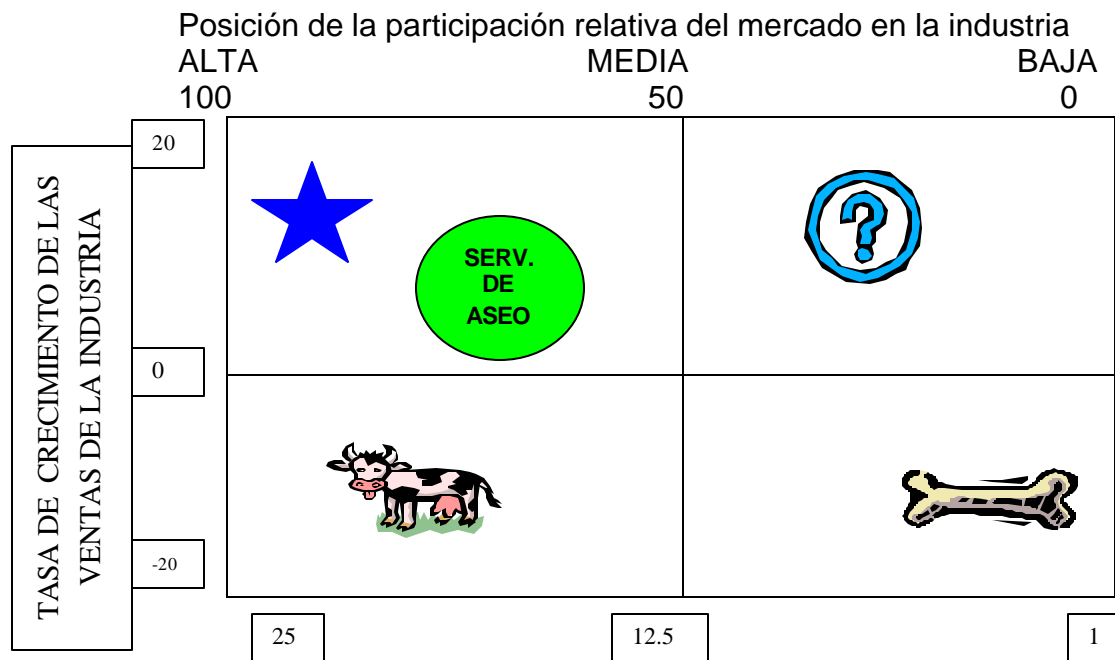 Posición de la participación relativa del mercado en la industria
ALTA MEDIA BAJA
100 50 0
TASA DE CRECIMIENTO DE LAS
VENTAS DE LA INDUSTRIA
20
0
-20
?
SERV.
DE
ASEO
25 12.5 1